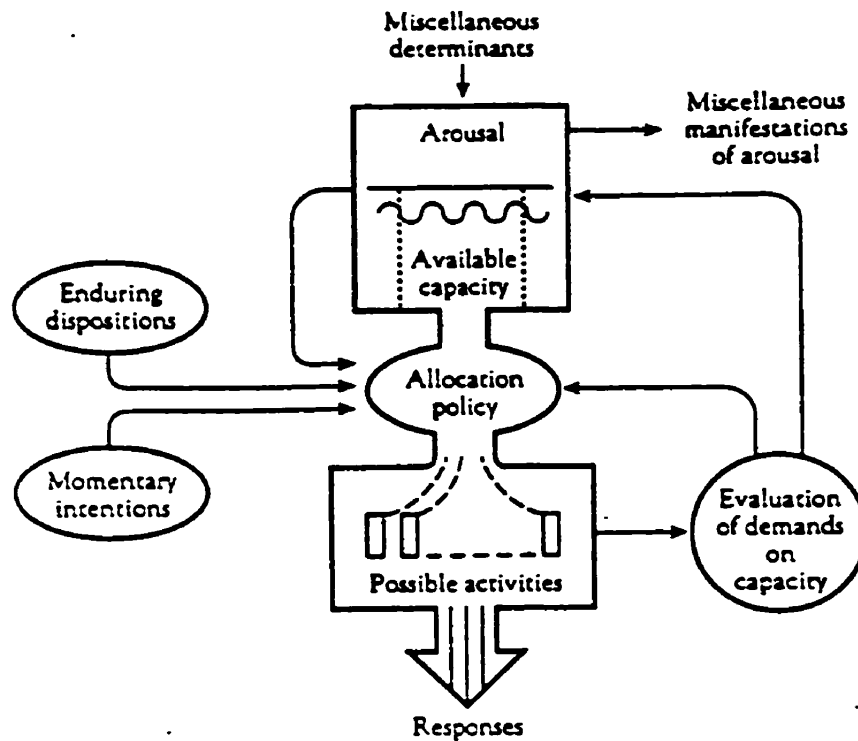 Miscellaneous
determinants
Arousal
Miscellaneous
manifestations
of arousal
Available
capacity
Enduring
dispositions
Allocation
policy
Momentary
intentions
Evaluation
of demands
on
capacity
Possible activities
Responses